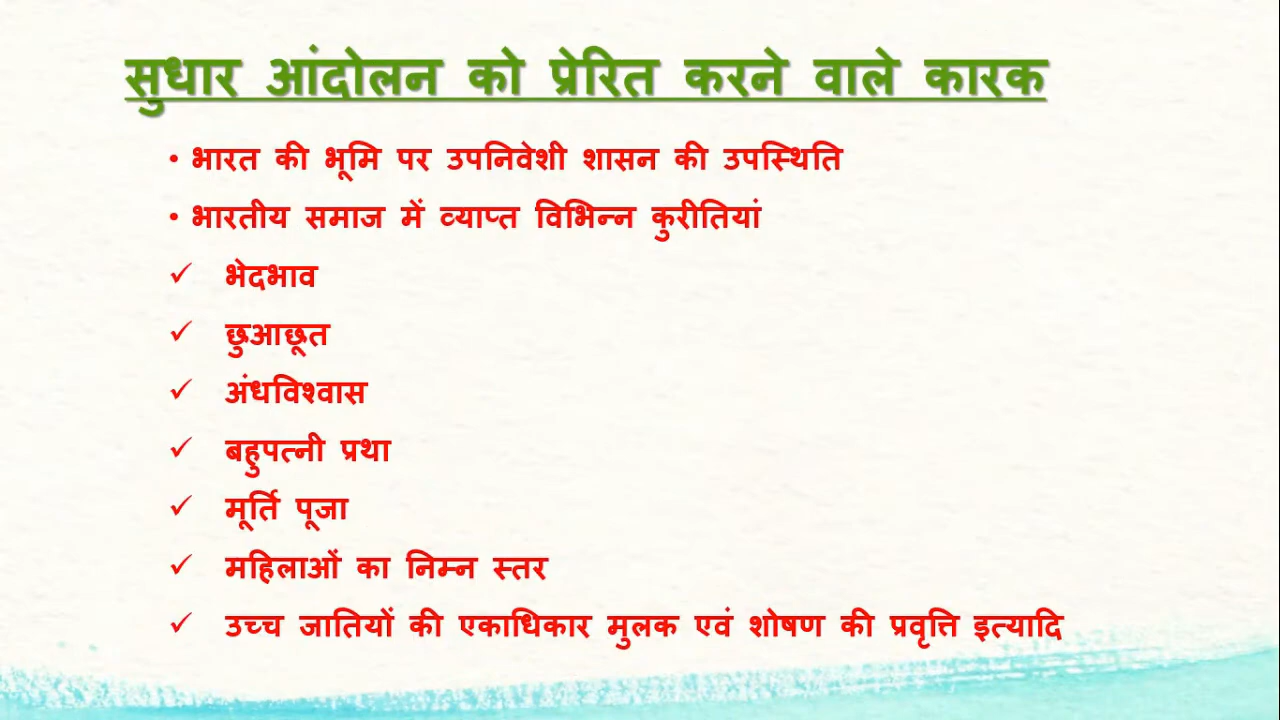 सुधार आंदोलन को प्रेरित करने वाले कारक
• भारत की भूमि पर उपनिवेशी शासन की उपस्थिति
• भारतीय समाज में व्याप्त विभिन्न कुरीतियां
✓ भेदभाव
✓ छुआछूत
✓ अंधविश्वास
✓ बहुपत्नी प्रथा
✓ मूर्ति पूजा
✓ महिलाओं का निम्न स्तर
✓ उच्च जातियों की एकाधिकार मुलक एवं शोषण की प्रवृत्ति इत्यादि